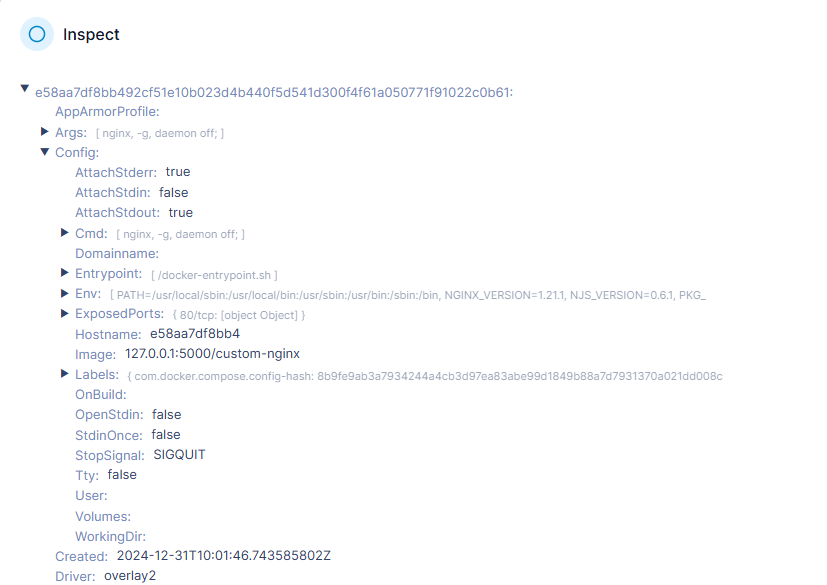 Inspect
e58aa7df8bb492cf51e10b023d4b440f5d541d300f4f61a050771f91022c0b61:
AppArmorProfile:
Args: [ nginx, -g, daemon off; ]
Config:
AttachStderr: true
AttachStdin: false
AttachStdout: true
Cmd: [ nginx, -g, daemon off; ]
Domainname:
Entrypoint: [ /docker-entrypoint.sh ]
Env: [ PATH=/usr/local/sbin:/usr/local/bin:/usr/sbin:/usr/bin:/sbin:/bin, NGINX_VERSION=1.21.1, NJS_VERSION=0.6.1, PKG_
ExposedPorts: { 80/tcp: [object Object] }
Hostname: e58aa7df8bb4
Image: 127.0.0.1:5000/custom-nginx
Labels: { com.docker.compose.config-hash: 8b9fe9ab3a7934244a4cb3d97ea83abe99d1849b88a7d7931370a021dd008c
OnBuild:
OpenStdin: false
StdinOnce: false
StopSignal: SIGQUIT
Tty: false
User:
Volumes:
WorkingDir:
Created: 2024-12-31T10:01:46.743585802Z
Driver: overlay2